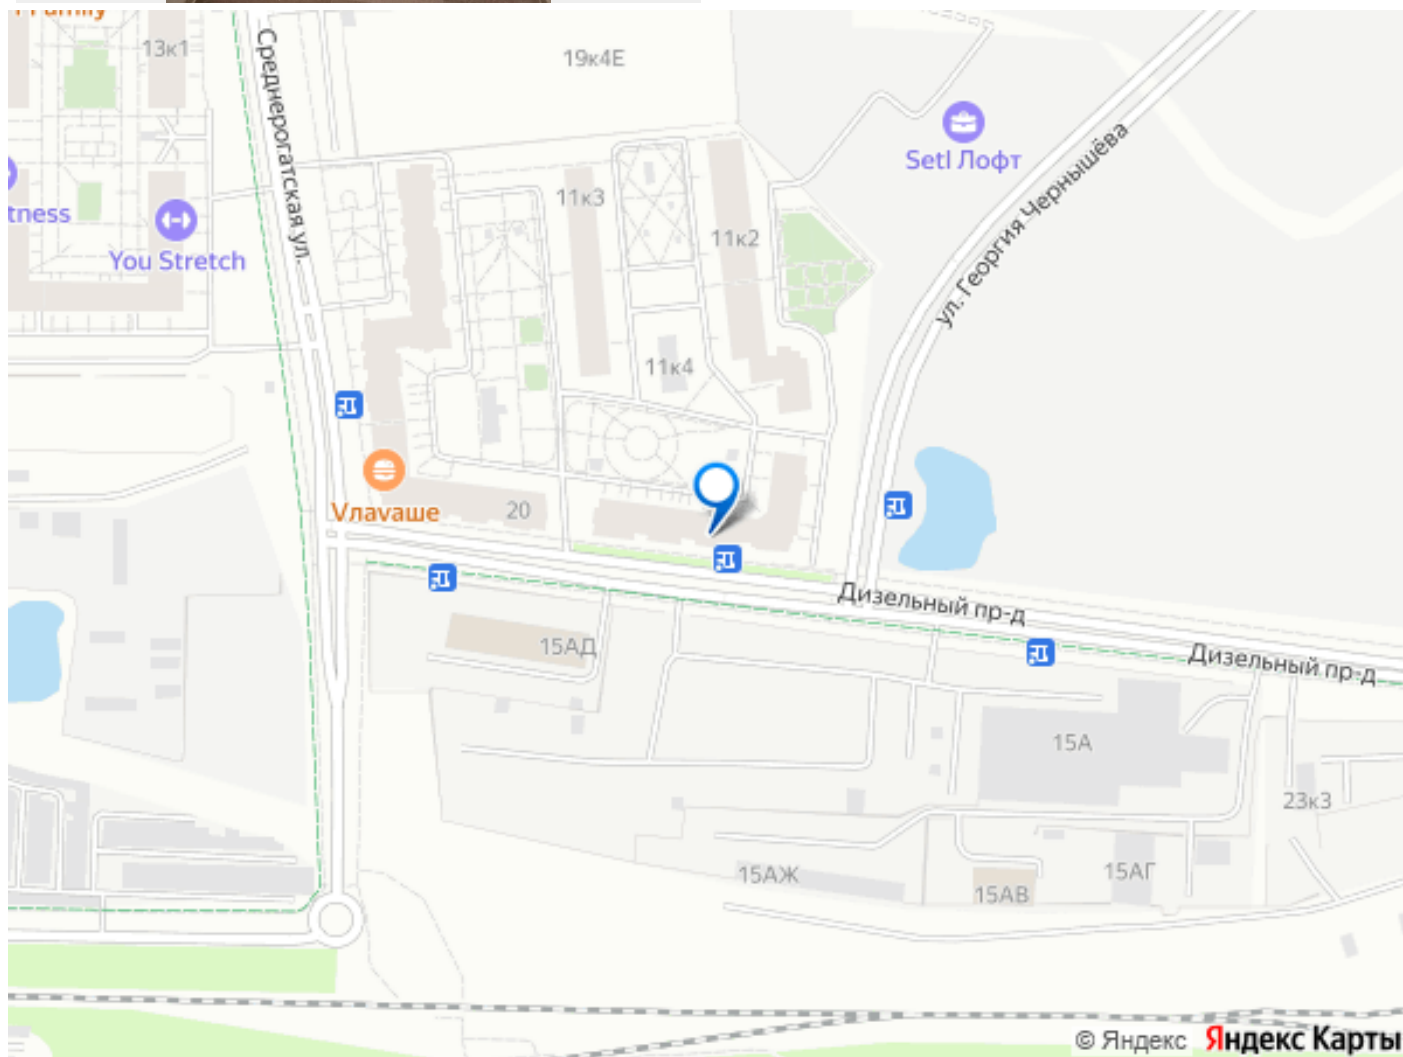 Family
13к1
Среднерогатская ул.
19к4Е
Setl Лофт
ул. Георгия Чернышёва
tness
You Stretch
11к3
11к2
11к4
Vлаvаше
20
Дизельный пр-д
Дизельный пр-д
15АД
15А
23к3
15АЖ
15АВ
15АГ
© Яндекс Яндекс Карты